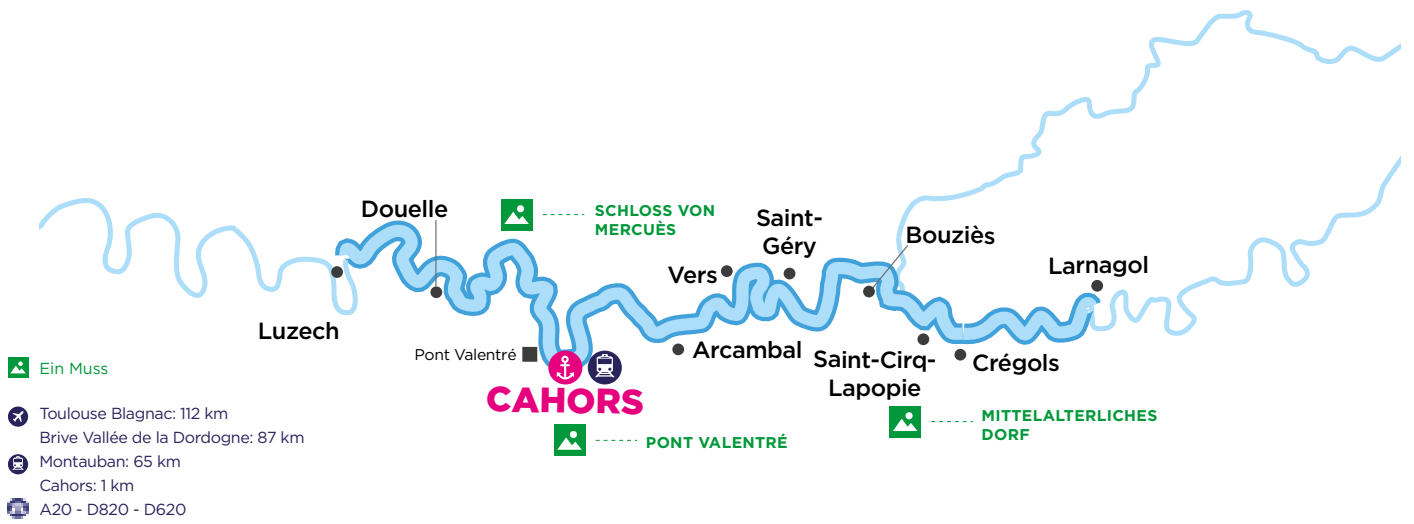 Douelle
SCHLOSS VON
MERCUÈS
Saint-
Géry
Bouziès
Vers
Larnagol
Luzech
Pont Valentré
Arcambal
Saint-Cirq-
Lapopie
Crégols
CAHORS
PONT VALENTRÉ
MITTELALTERLICHES
DORF
Ein Muss
Toulouse Blagnac: 112 km
Brive Vallée de la Dordogne: 87 km
Montauban: 65 km
Cahors: 1 km
A20 - D820 - D620